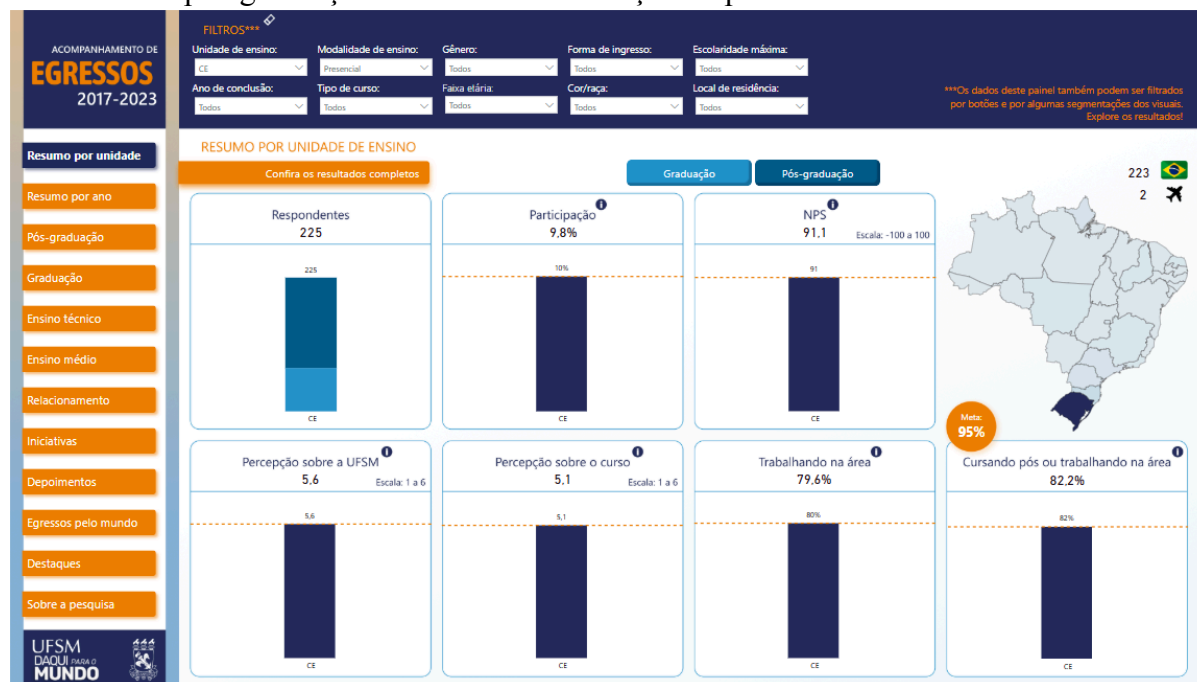 ACOMPANHAMENTO DE
EGRESSOS
2017-2023
FILTROS***
Unidade de ensino:
CE
Modalidade de ensino:
Presencial
Gênero:
Todos
Forma de ingresso:
Todos
Escolaridade máxima:
Todos
Ano de conclusão:
Todos
Tipo de curso:
Todos
Faixa etária:
Todos
Cor/raça:
Todos
Local de residência:
Todos
***Os dados deste painel também podem ser filtrados
por botões e por algumas segmentações dos visuais.
Explore os resultados!
Resumo por unidade
Resumo por ano
Pós-graduação
Graduação
Ensino técnico
Ensino médio
Relacionamento
Iniciativas
Depoimentos
Egressos pelo mundo
Destaques
Sobre a pesquisa
UFSM
DAQUI PARA O
MUNDO
RESUMO POR UNIDADE DE ENSINO
Confira os resultados completos
Graduação
Pós-graduação
223
2
Respondentes
225
225
CE
Participação
9,8%
10%
CE
NPS
91,1
Escala: -100 a 100
91
CE
Meta:
95%
Percepção sobre a UFSM
5,6
Escala: 1 a 6
5,6
CE
Percepção sobre o curso
5,1
Escala: 1 a 6
5,1
CE
Trabalhando na área
79,6%
80%
CE
Cursando pós ou trabalhando na área
82,2%
82%
CE